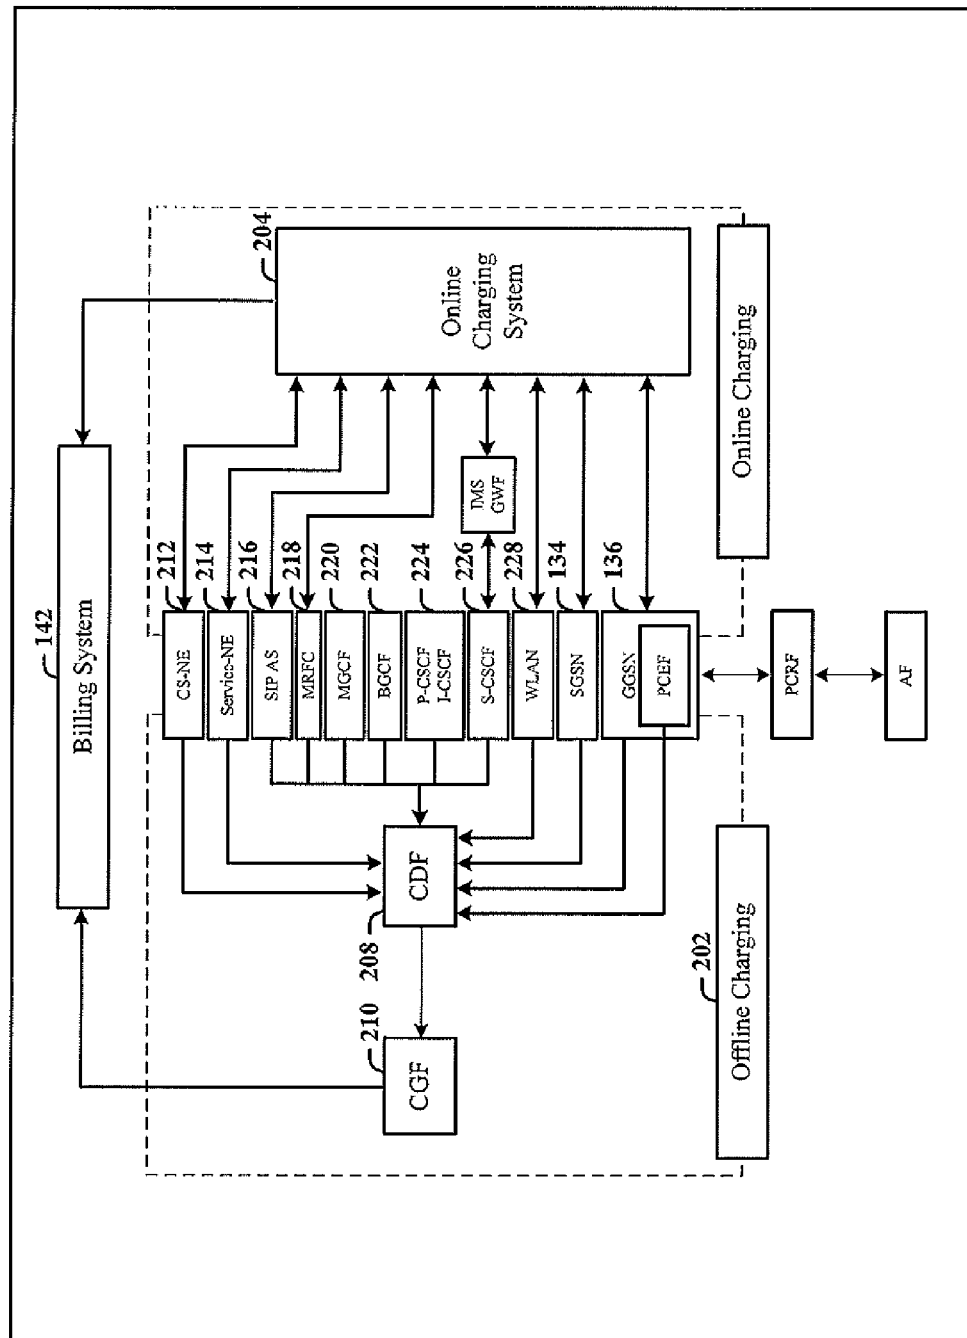 142
Billing System
204
Online
Charging
System
212
CS-NE
214
Service-NE
216
SIP AS
218
MRFC
220
MGCF
222
BGCF
224
P-CSCF
I-CSCF
226
S-CSCF
IMS
GWF
228
WLAN
134
SGSN
136
GGSN
PCEF
CDF
208
CGF
210
202
Offline Charging
Online Charging
PCRF
AF